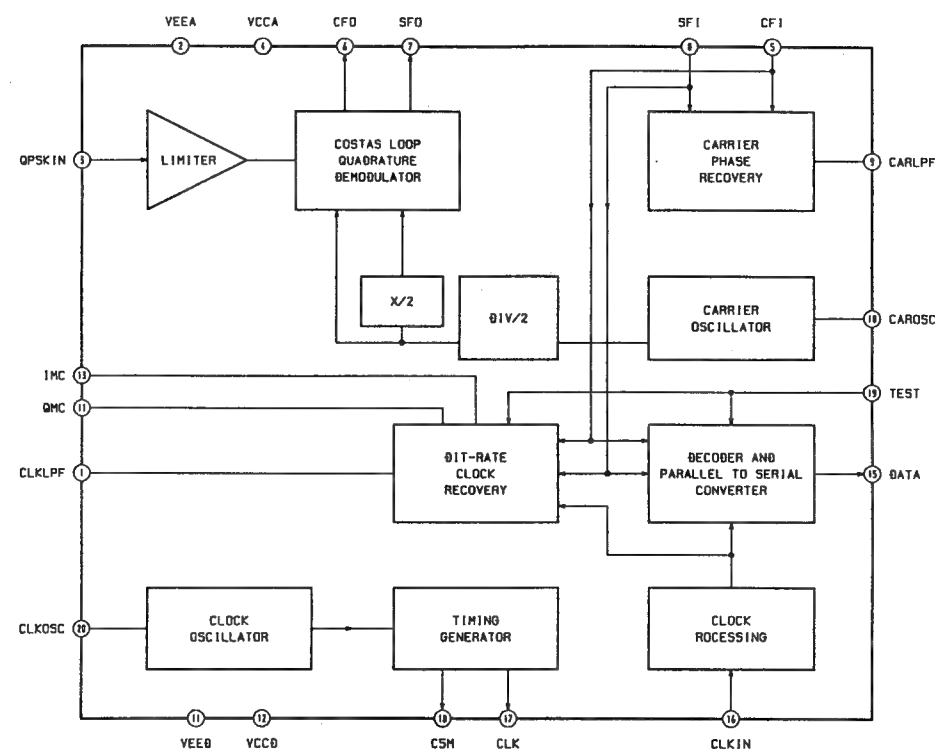 VEEA VCCA CFO SFO SFI CFI
2 4 6 7 8 5
LIMITER
COSTAS LOOP
QUADRATURE
DEMODULATOR
CARRIER
PHASE
RECOVERY
QPSKIN 3
9 CARLPF
X/2
DIV/2
CARRIER
OSCILLATOR
18 CAROSC
IMC 13
QMC 11
CLKLPF 1
19 TEST
BIT-RATE
CLOCK
RECOVERY
DECODER AND
PARALLEL TO SERIAL
CONVERTER
15 DATA
CLKOSC 20
CLOCK
OSCILLATOR
TIMING
GENERATOR
CLOCK
ROCESSING
11 12 18 17 16
VEED VCCD CSM CLK CLKIN